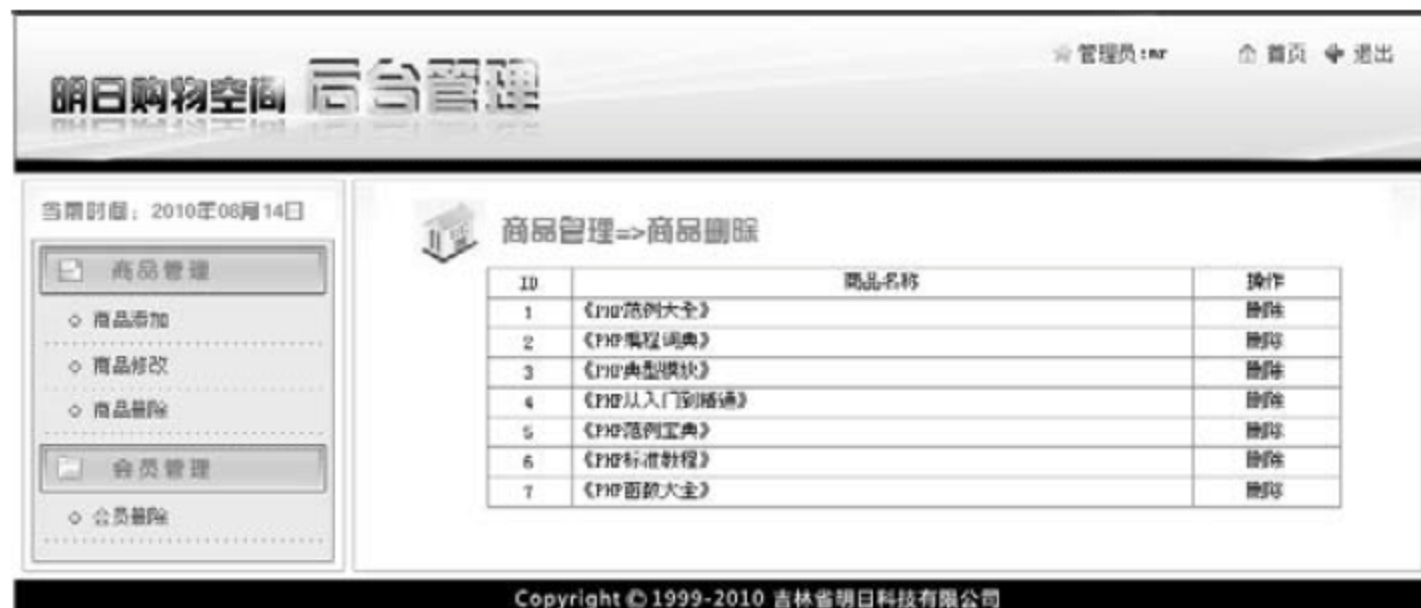 明日购物空间 后台管理
管理员:mr 首页 退出
当前时间：2010年08月14日
商品管理
商品添加
商品修改
商品删除
会员管理
会员删除
商品管理=>商品删除
ID 商品名称 操作
1 《PHP范例大全》 删除
2 《PHP编程词典》 删除
3 《PHP典型模块》 删除
4 《PHP从入门到精通》 删除
5 《PHP范例宝典》 删除
6 《PHP标准教程》 删除
7 《PHP函数大全》 删除
Copyright © 1999-2010 吉林省明日科技有限公司